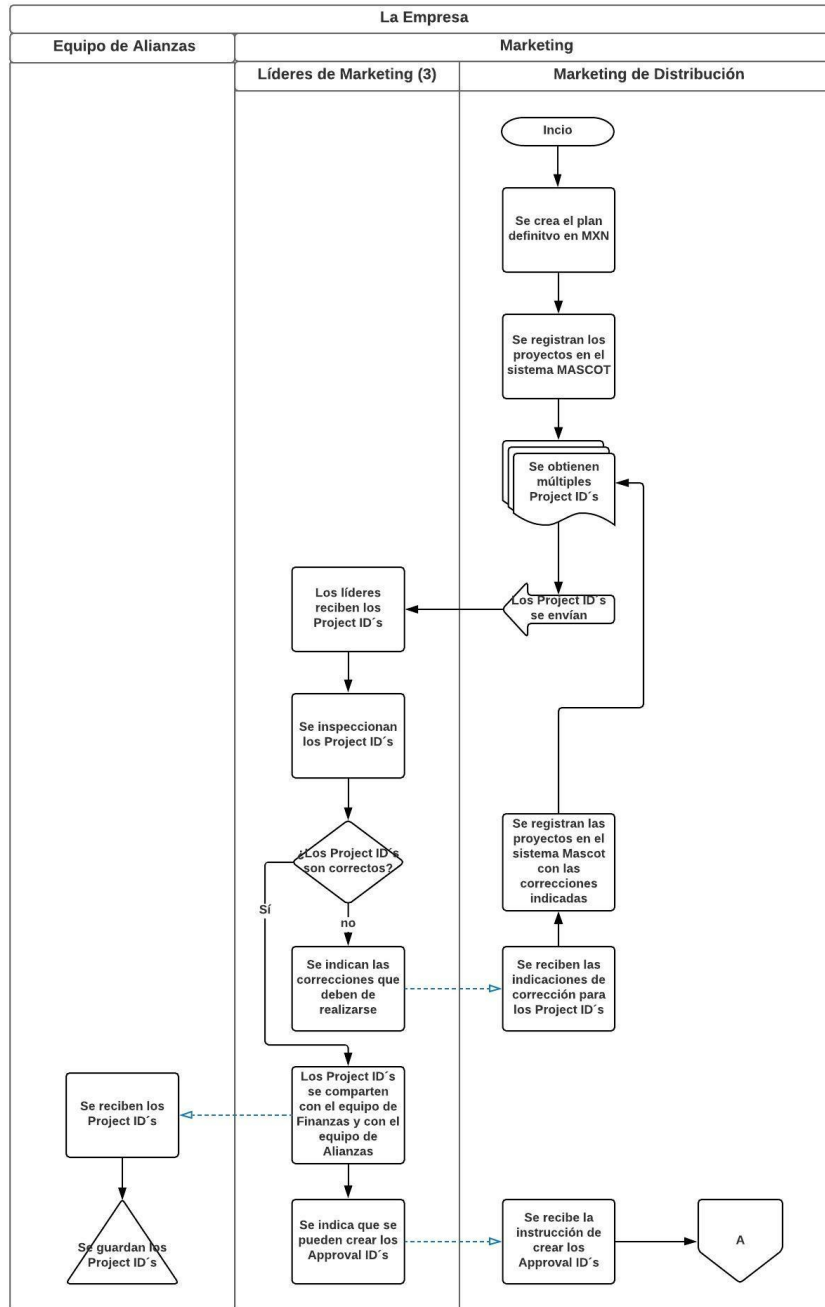 La Empresa
Equipo de Alianzas
Marketing
Líderes de Marketing (3)
Marketing de Distribución
Incio
Se crea el plan
definitvo en MXN
Se registran los
proyectos en el
sistema MASCOT
Se obtienen
múltiples
Project ID´s
Los Project ID´s
se envían
Los líderes
reciben los
Project ID´s
Se inspeccionan
los Project ID´s
¿Los Project ID´s
son correctos?
Sí
no
Se registran las
proyectos en el
sistema Mascot
con las
correcciones
indicadas
Se indican las
correcciones que
deben de
realizarse
Se reciben las
indicaciones de
corrección para
los Project ID´s
Los Project ID´s
se comparten
con el equipo de
Finanzas y con el
equipo de
Alianzas
Se reciben los
Project ID´s
Se guardan los
Project ID´s
Se indica que se
pueden crear los
Approval ID´s
Se recibe la
instrucción de
crear los
Approval ID´s
A